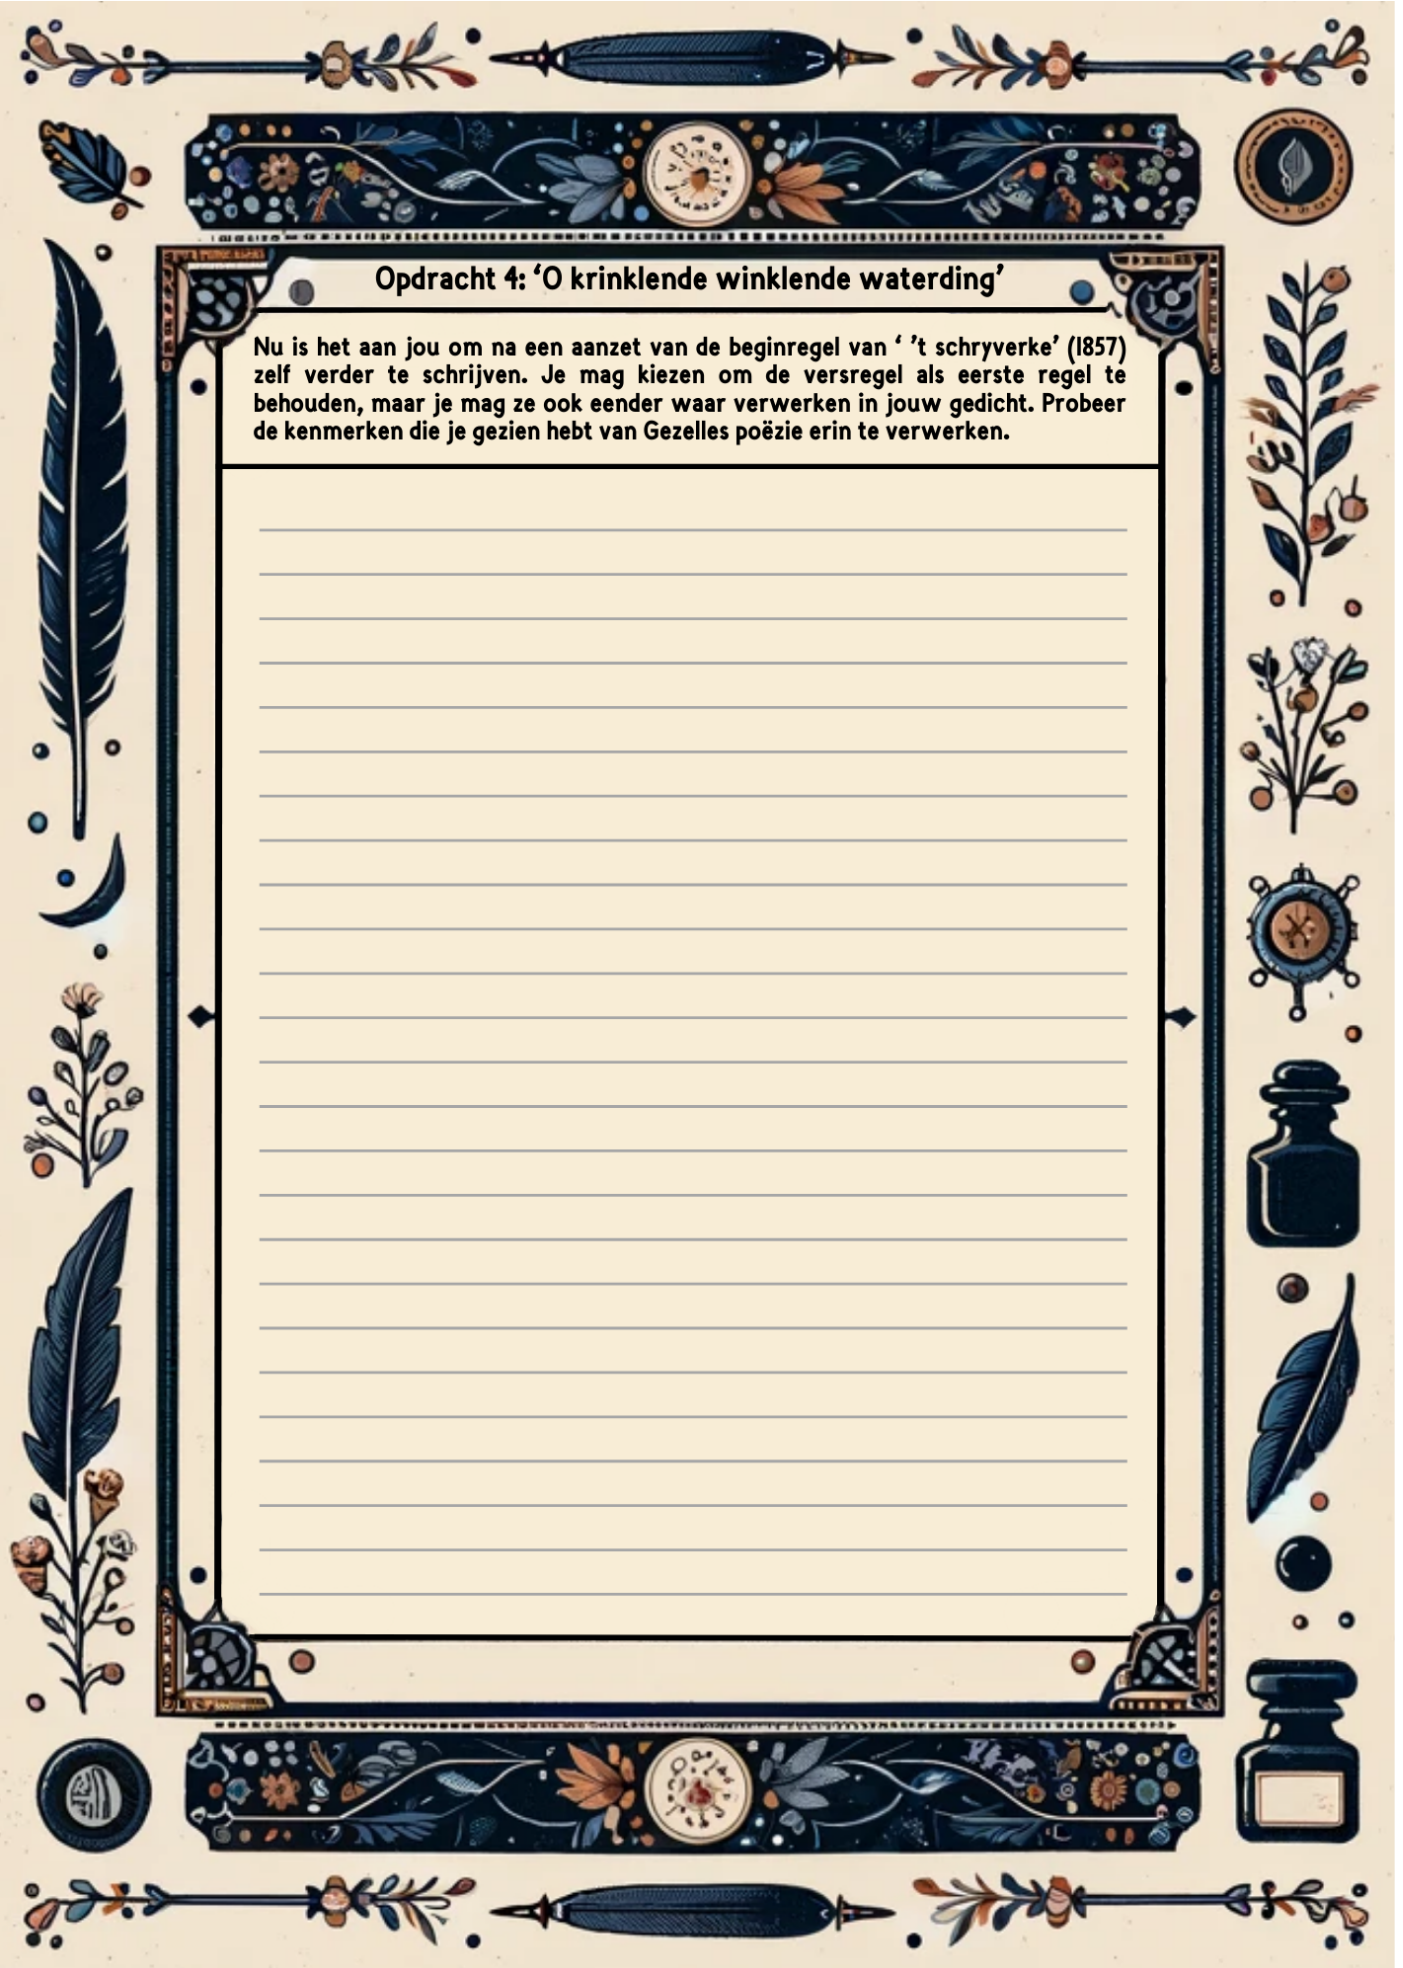 Opdracht 4: ‘O krinklende winklende waterding’
Nu is het aan jou om na een aanzet van de beginregel van ‘ ’t schryverke’ (1857)
zelf verder te schrijven. Je mag kiezen om de versregel als eerste regel te
behouden, maar je mag ze ook eender waar verwerken in jouw gedicht. Probeer
de kenmerken die je gezien hebt van Gezelles poëzie erin te verwerken.